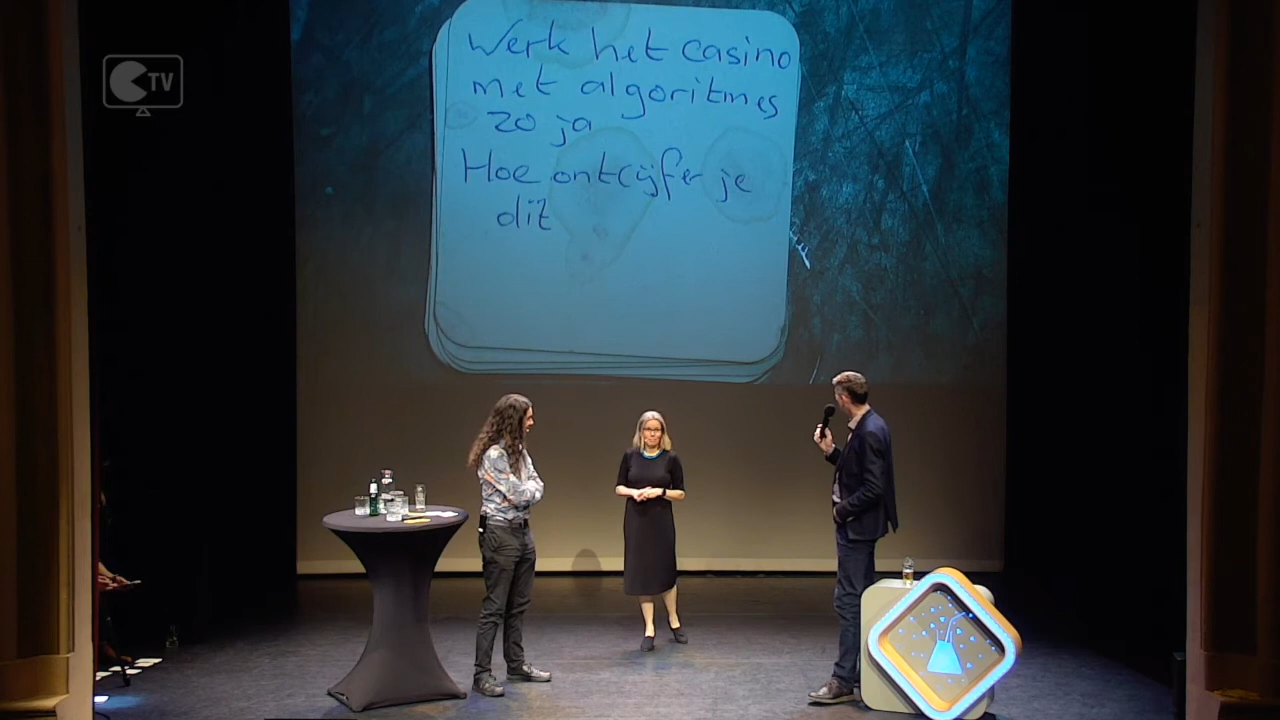 TV
Werk het casino
met algoritmes
zo ja
Hoe ontcijfer je
dit